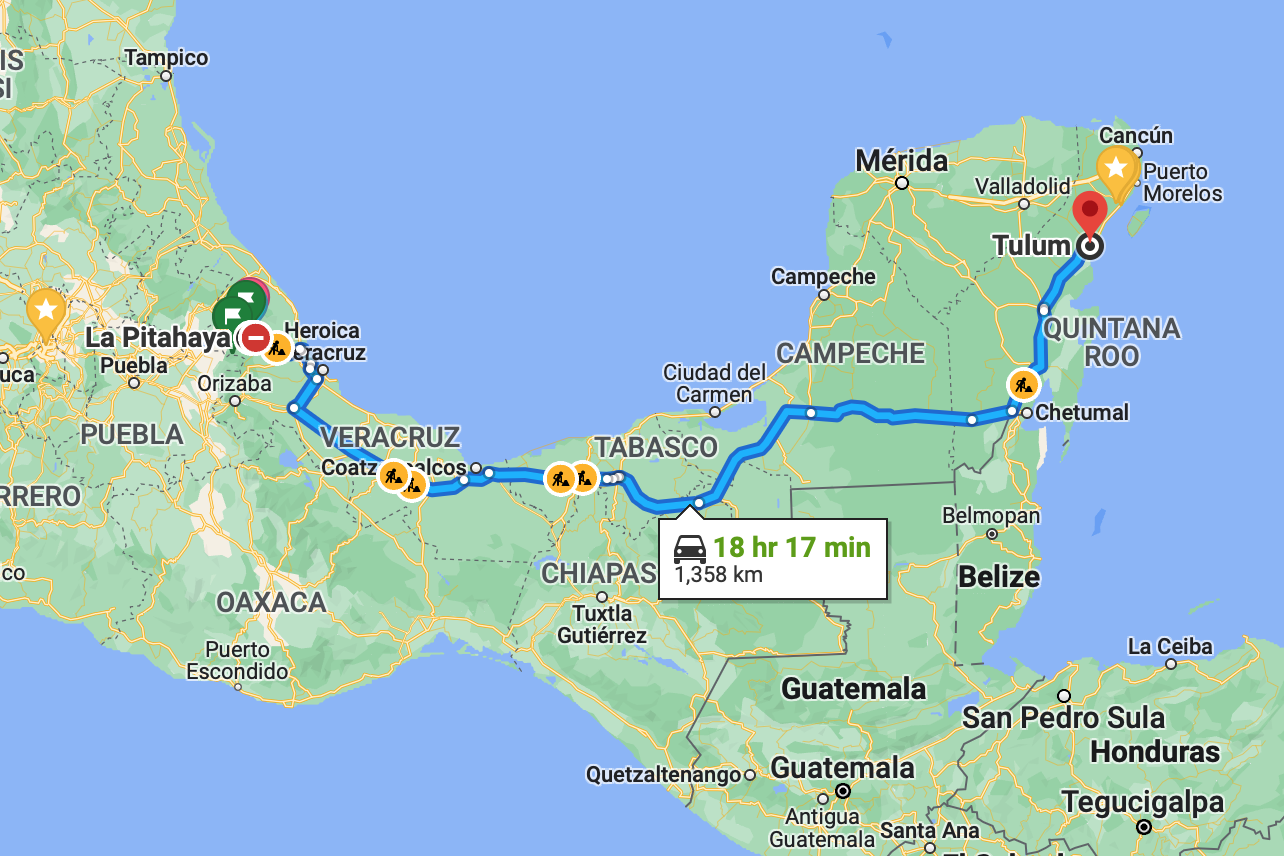 Tampico
IS
SI
Cancún
Mérida
Puerto
Morelos
Valladolid
Tulum
Campeche
La Pitahaya
Heroica
eracruz
Puebla
uca
Orizaba
QUINTANA
ROO
CAMPECHE
Ciudad del
Carmen
Chetumal
PUEBLA
VERACRUZ
TABASCO
Coatz
alcos
RRERO
Belmopan
18 hr 17 min
1,358 km
CHIAPAS
Belize
co
OAXACA
Tuxtla
Gutiérrez
Puerto
Escondido
La Ceiba
Guatemala
San Pedro Sula
Honduras
Quetzaltenango
Guatemala
Tegucigalpa
Antigua
Guatemala
Santa Ana